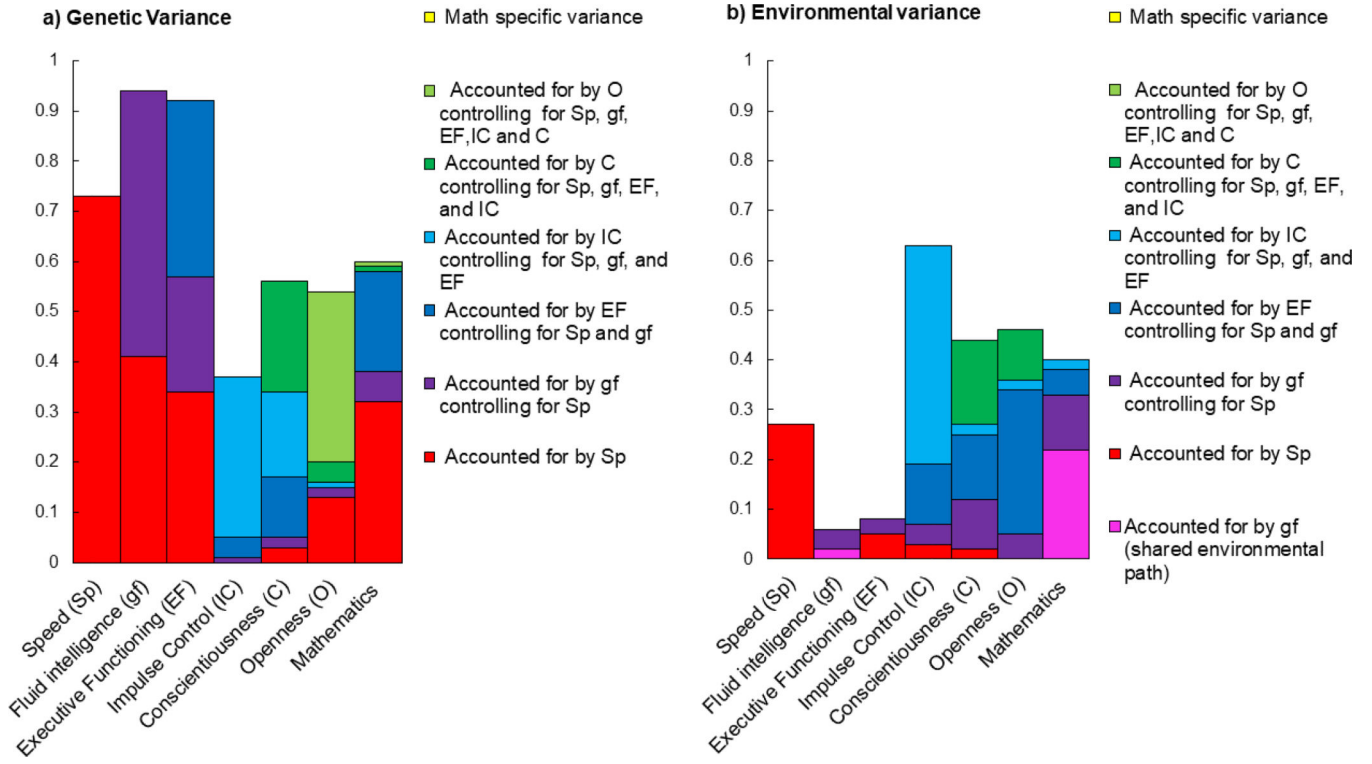 a) Genetic Variance
Math specific variance
1
0.9
0.8
0.7
0.6
0.5
0.4
0.3
0.2
0.1
0
Accounted for by O
controlling for Sp, gf,
EF,IC and C
Accounted for by C
controlling for Sp, gf, EF,
and IC
Accounted for by IC
controlling for Sp, gf, and
EF
Accounted for by EF
controlling for Sp and gf
Accounted for by gf
controlling for Sp
Accounted for by Sp
Speed (Sp)
Fluid intelligence (gf)
Executive Functioning (EF)
Impulse Control (IC)
Conscientiousness (C)
Openness (O)
Mathematics
b) Environmental variance
Math specific variance
1
0.9
0.8
0.7
0.6
0.5
0.4
0.3
0.2
0.1
0
Accounted for by O
controlling for Sp, gf,
EF,IC and C
Accounted for by C
controlling for Sp, gf, EF,
and IC
Accounted for by IC
controlling for Sp, gf, and
EF
Accounted for by EF
controlling for Sp and gf
Accounted for by gf
controlling for Sp
Accounted for by Sp
Accounted for by gf
(shared environmental
path)
Speed (Sp)
Fluid intelligence (gf)
Executive Functioning (EF)
Impulse Control (IC)
Conscientiousness (C)
Openness (O)
Mathematics